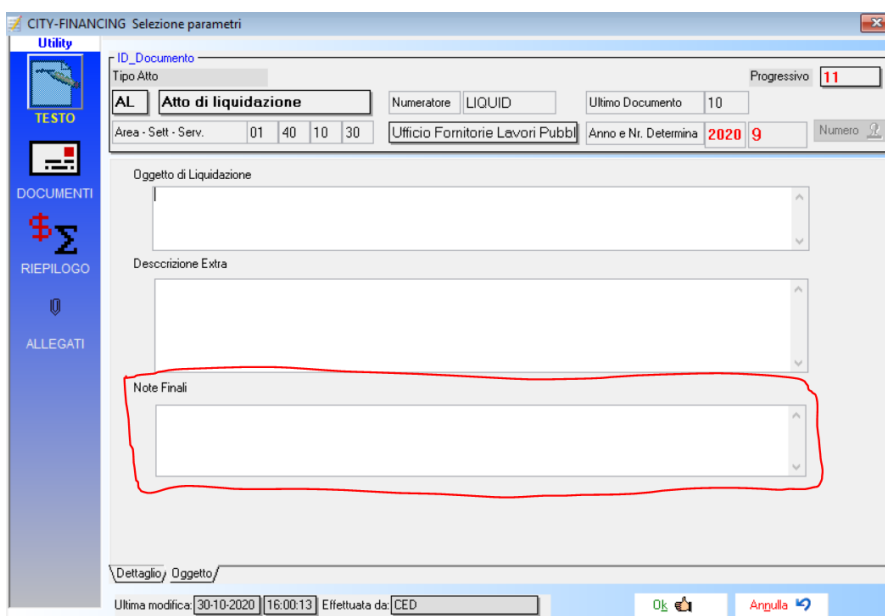 CITY-FINANCING Selezione parametri
Utility
TESTO
DOCUMENTI
RIEPILOGO
ALLEGATI
ID_Documento
Tipo Atto
Progressivo 11
AL Atto di liquidazione Numeratore LIQUID Ultimo Documento 10
Area - Sett - Serv. 01 40 10 30 Ufficio Fornitorie Lavori Pubbl Anno e Nr. Determina 2020 9 Numero
Oggetto di Liquidazione
Desccrizione Extra
Note Finali
Dettaglio Oggetto
Ultima modifica: 30-10-2020 16:00:13 Effettuata da: CED Ok Annulla